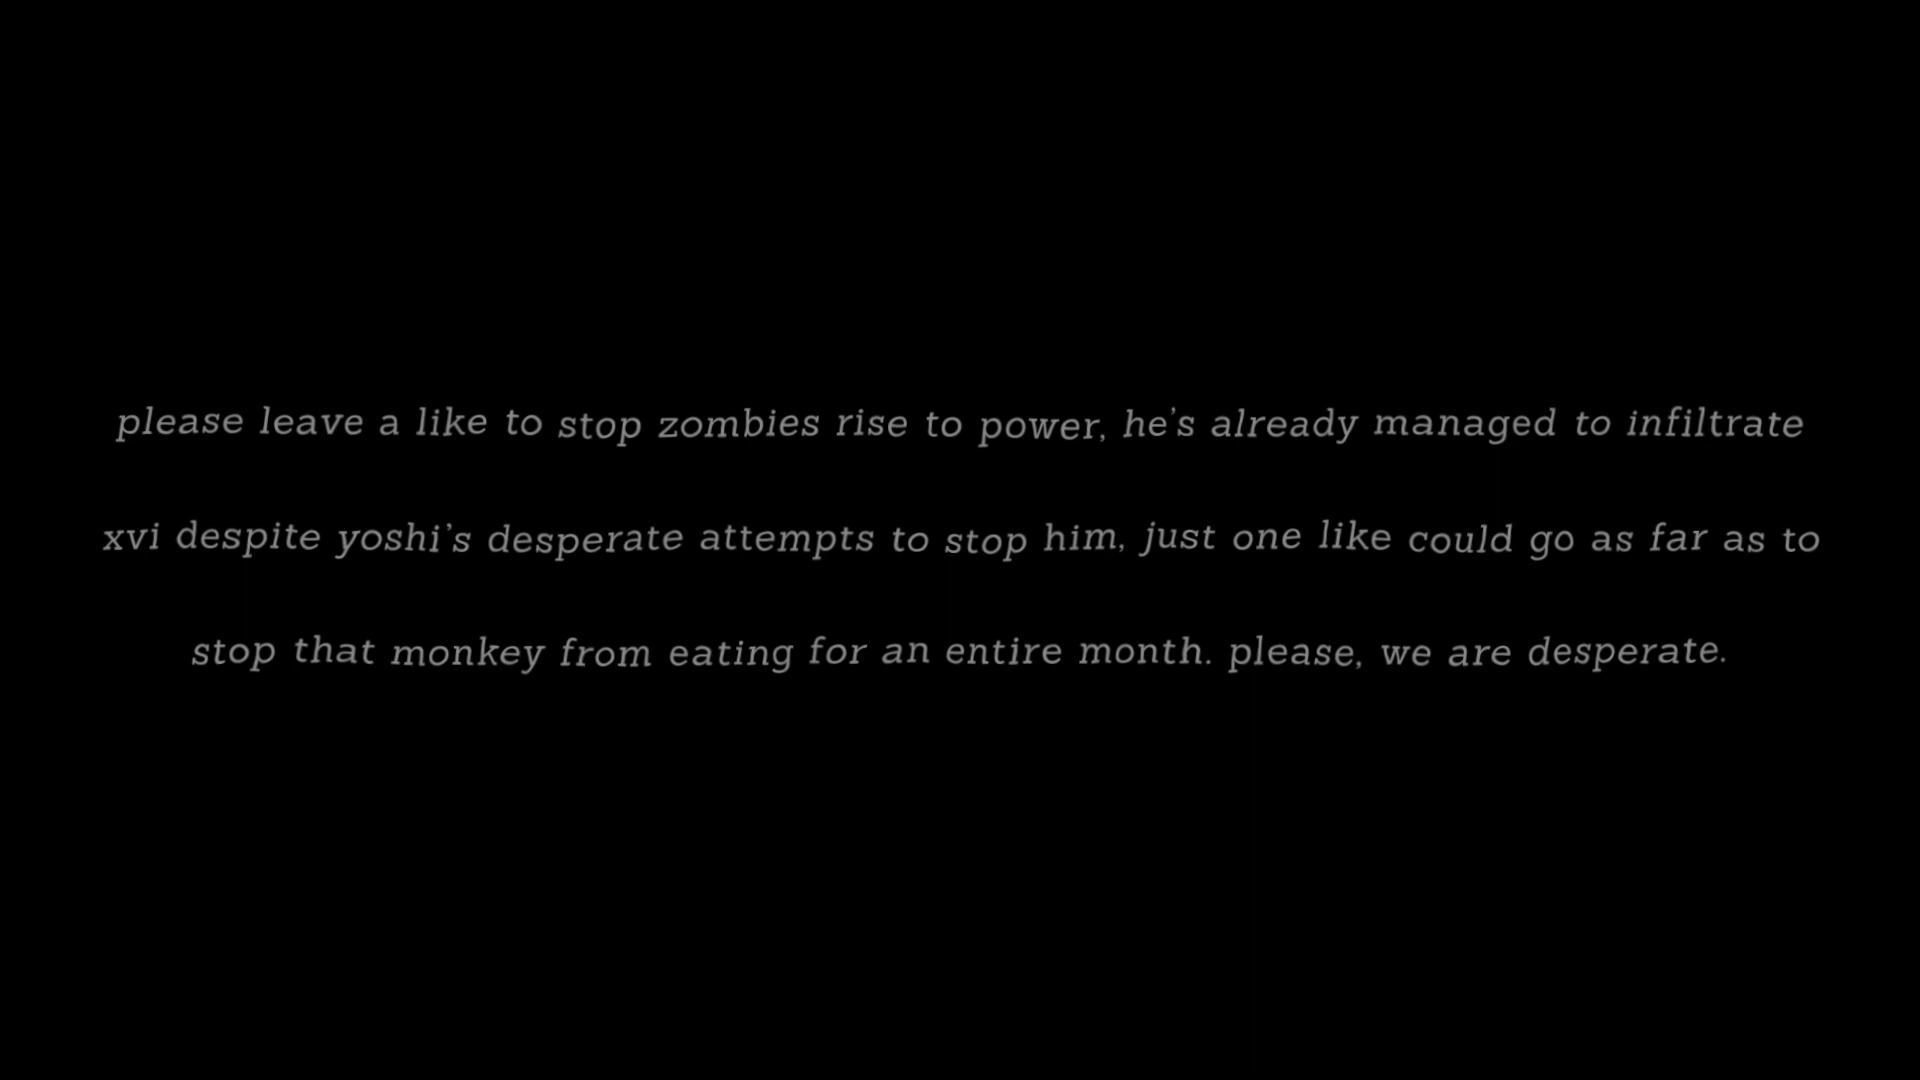 please leave a like to stop zombies rise to power, he's already managed to infiltrate
xvi despite yoshi's desperate attempts to stop him, just one like could go as far as to
stop that monkey from eating for an entire month. please, we are desperate.